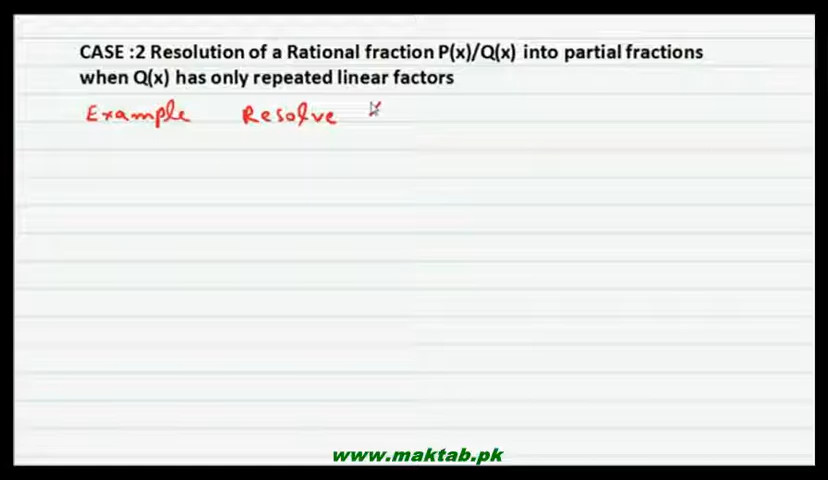 CASE :2 Resolution of a Rational fraction P(x)/Q(x) into partial fractions
when Q(x) has only repeated linear factors
Example Resolve
www.maktab.pk